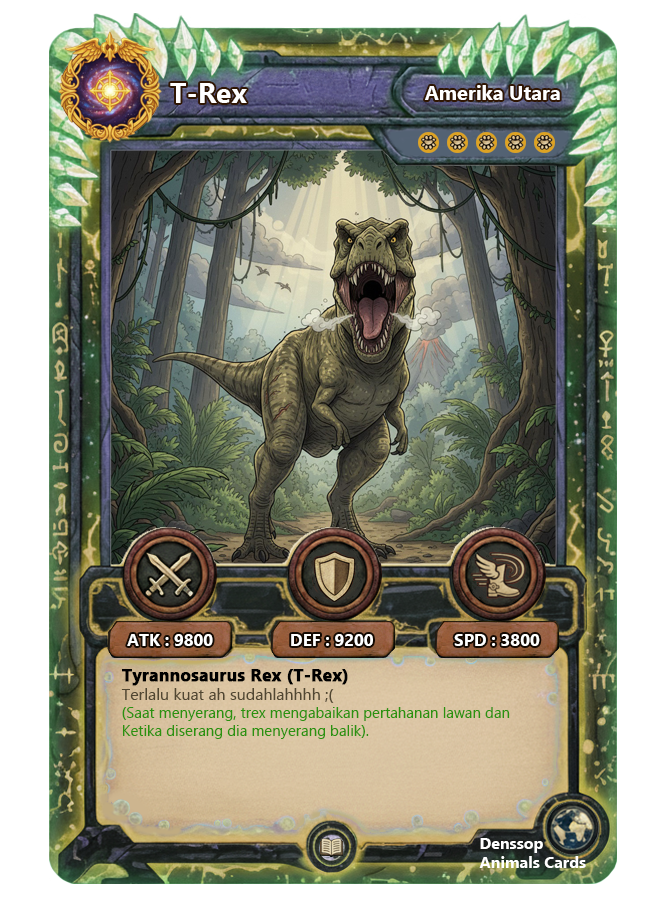 T-Rex
Amerika Utara
ATK : 9800
DEF : 9200
SPD : 3800
Tyrannosaurus Rex (T-Rex)
Terlalu kuat ah sudahlahhhh ;(
(Saat menyerang, trex mengabaikan pertahanan lawan dan
Ketika diserang dia menyerang balik).
Denssop
Animals Cards